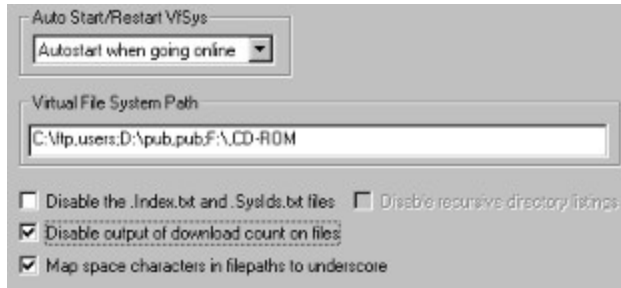 Auto Start/Restart VfSys
Autostart when going online
Virtual File System Path
C:\ftp,users;D:\pub,pub;F:\,CD-ROM
Disable the .Index.txt and .SysIds.txt files Disable recursive directory listings
Disable output of download count on files
Map space characters in filepaths to underscore